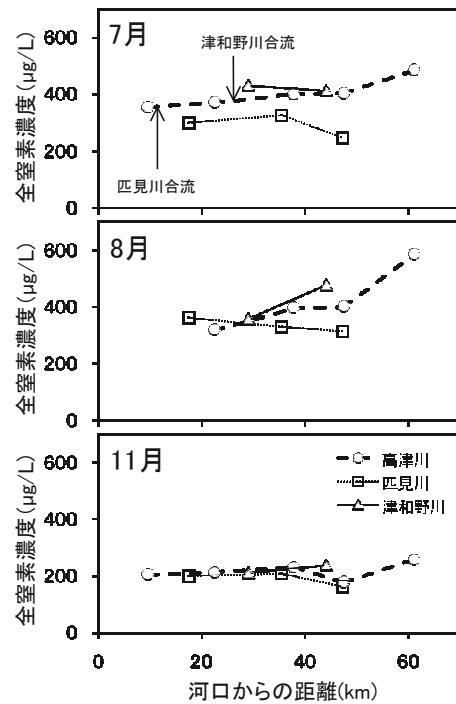 7月
津和野川合流
匹見川合流
全窒素濃度(μg/L)
600
400
200
0
8月
全窒素濃度(μg/L)
600
400
200
0
11月
高津川
匹見川
津和野川
全窒素濃度(μg/L)
600
400
200
0
0 20 40 60
河口からの距離(km)